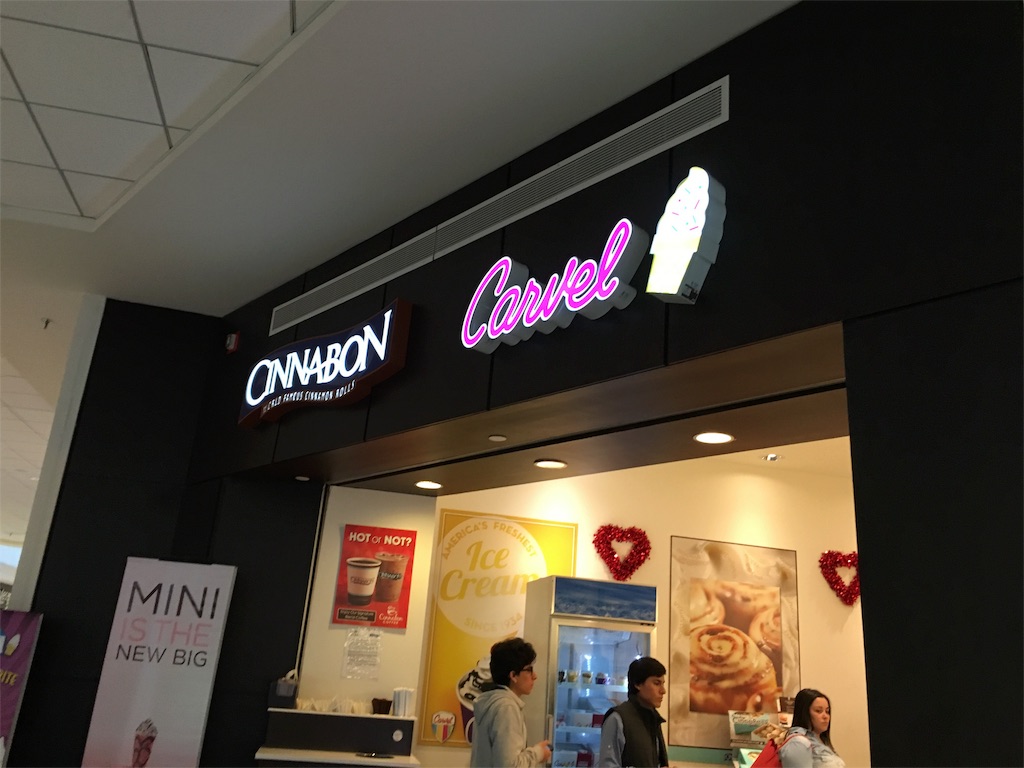 CINNABON
WORLD FAMOUS CINNAMON ROLLS
Carvel
HOT or NOT?
AMERICA'S FRESHEST
Ice
Cream
SINCE 1934
MINI
IS THE
NEW BIG
Carvel